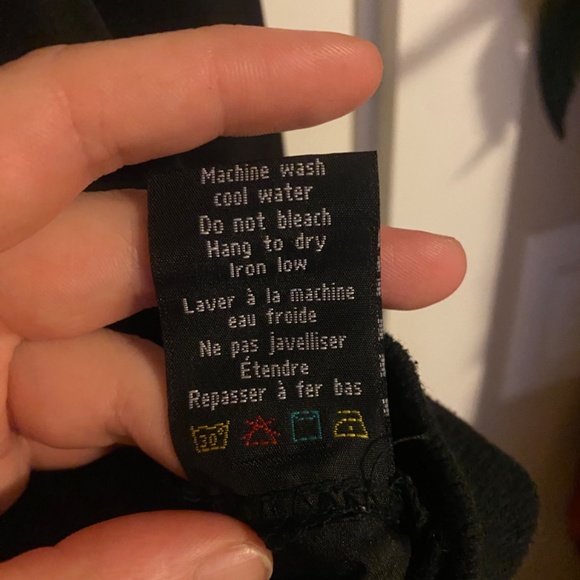 Machine wash
cool water
Do not bleach
Hang to dry
Iron low
Laver à la machine
eau froide
Ne pas javelliser
Étendre
Repasser à fer bas
30°